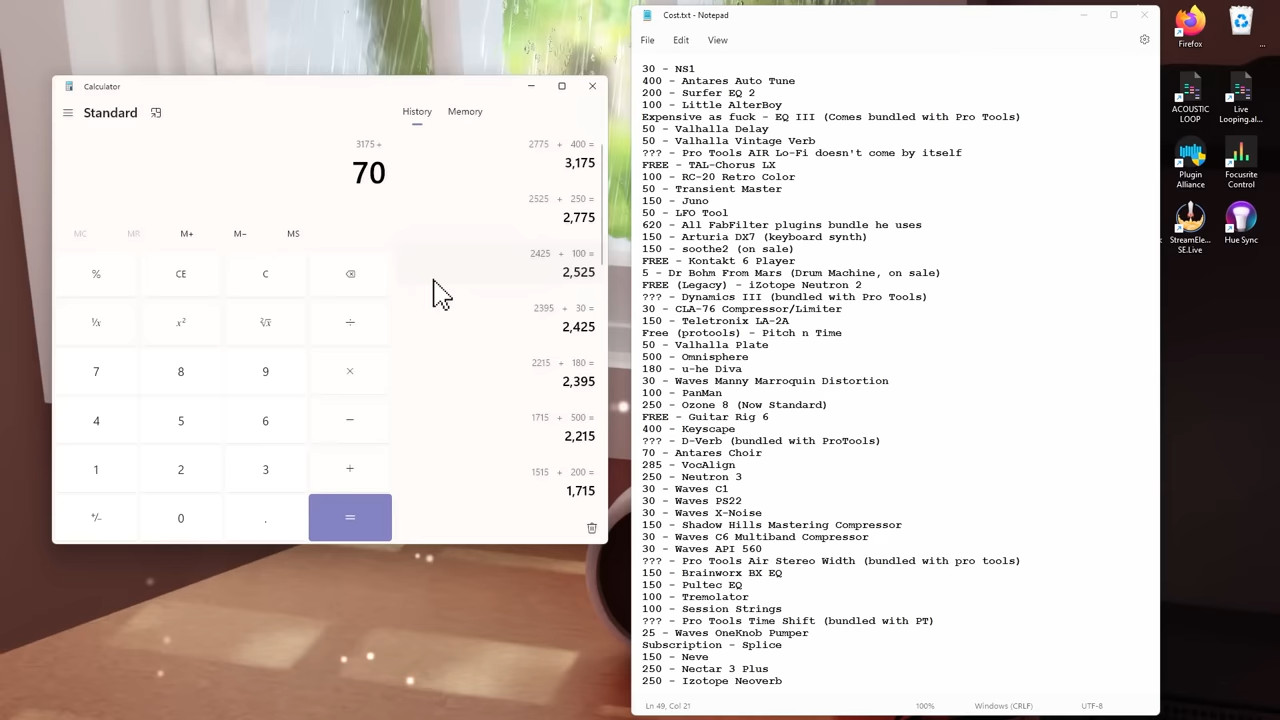 Calculator
Standard
History
Memory
3175 +
70
MC
MR
M+
M−
MS
%
CE
C
⌫
¹/x
x²
²√x
÷
7
8
9
×
4
5
6
−
1
2
3
+
+/−
0
.
=
2775 + 400 =
3,175
2525 + 250 =
2,775
2425 + 100 =
2,525
2395 + 30 =
2,425
2215 + 180 =
2,395
1715 + 500 =
2,215
1515 + 200 =
1,715
Cost.txt - Notepad
File
Edit
View
30 - NS1
400 - Antares Auto Tune
200 - Surfer EQ 2
100 - Little AlterBoy
Expensive as fuck - EQ III (Comes bundled with Pro Tools)
50 - Valhalla Delay
50 - Valhalla Vintage Verb
??? - Pro Tools AIR Lo-Fi doesn't come by itself
FREE - TAL-Chorus LX
100 - RC-20 Retro Color
50 - Transient Master
150 - Juno
50 - LFO Tool
620 - All FabFilter plugins bundle he uses
150 - Arturia DX7 (keyboard synth)
150 - soothe2 (on sale)
FREE - Kontakt 6 Player
5 - Dr Bohm From Mars (Drum Machine, on sale)
FREE (Legacy) - iZotope Neutron 2
??? - Dynamics III (bundled with Pro Tools)
30 - CLA-76 Compressor/Limiter
150 - Teletronix LA-2A
Free (protools) - Pitch n Time
50 - Valhalla Plate
500 - Omnisphere
180 - u-he Diva
30 - Waves Manny Marroquin Distortion
100 - PanMan
250 - Ozone 8 (Now Standard)
FREE - Guitar Rig 6
400 - Keyscape
??? - D-Verb (bundled with ProTools)
70 - Antares Choir
285 - VocAlign
250 - Neutron 3
30 - Waves C1
30 - Waves PS22
30 - Waves X-Noise
150 - Shadow Hills Mastering Compressor
30 - Waves C6 Multiband Compressor
30 - Waves API 560
??? - Pro Tools Air Stereo Width (bundled with pro tools)
150 - Brainworx BX EQ
150 - Pultec EQ
100 - Tremolator
100 - Session Strings
??? - Pro Tools Time Shift (bundled with PT)
25 - Waves OneKnob Pumper
Subscription - Splice
150 - Neve
250 - Nectar 3 Plus
250 - Izotope Neoverb
Ln 49, Col 21
100%
Windows (CRLF)
UTF-8
Firefox
...
ACOUSTIC LOOP
Live Looping.al...
Plugin Alliance
Focusrite Control
StreamEle... SE.Live
Hue Sync